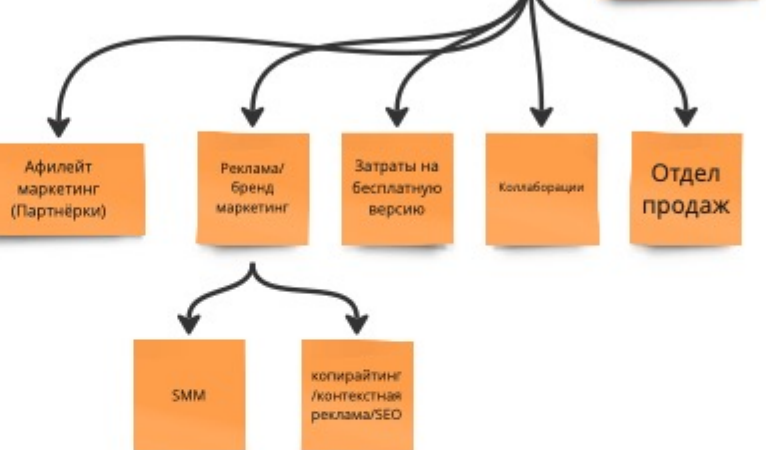 Афилейт
маркетинг
(Партнёрки)
Реклама/
бренд
маркетинг
Затраты на
бесплатную
версию
Коллаборации
Отдел
продаж
SMM
копирайтинг
/контекстная
реклама/SEO